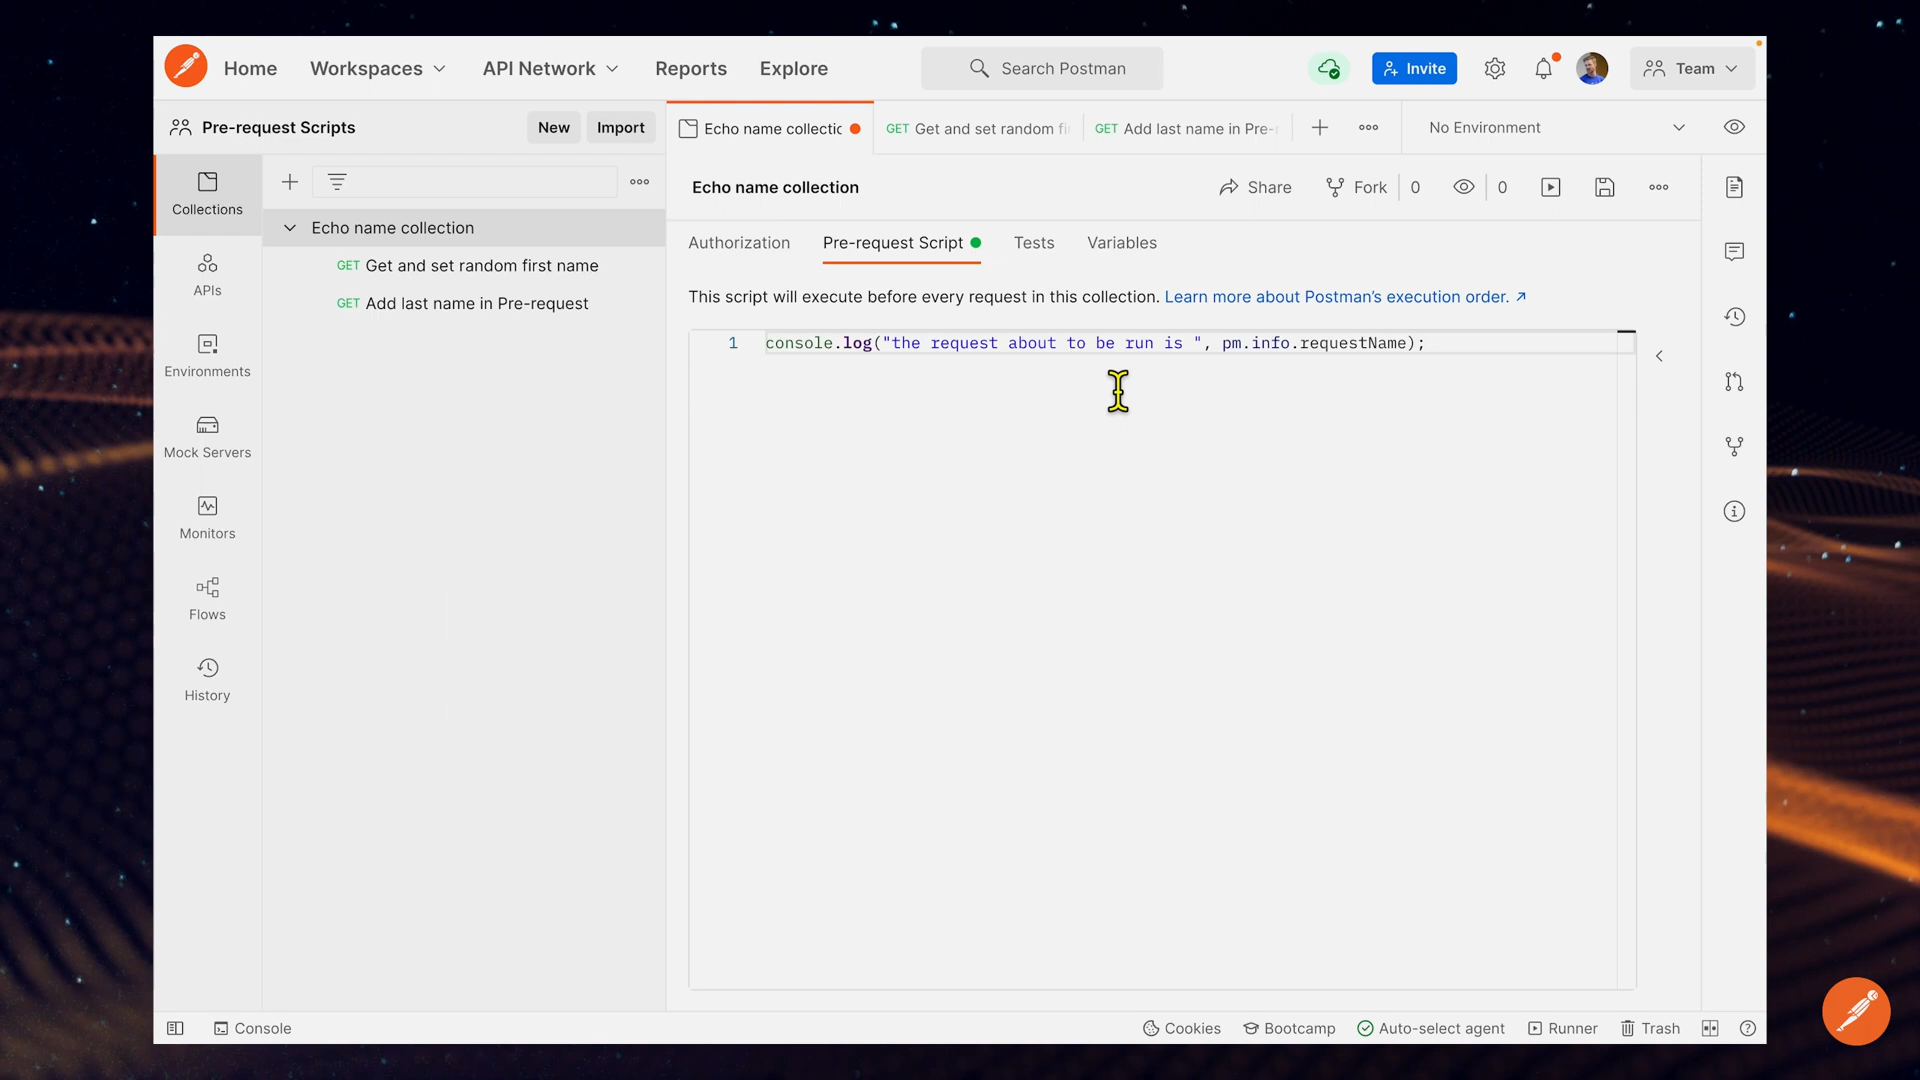 Home Workspaces API Network Reports Explore Search Postman Invite Team
Pre-request Scripts New Import
Echo name collectic GET Get and set random fi GET Add last name in Pre- No Environment
Collections
APIs
Environments
Mock Servers
Monitors
Flows
History
Echo name collection
GET Get and set random first name
GET Add last name in Pre-request
Echo name collection Share Fork 0 0
Authorization Pre-request Script Tests Variables
This script will execute before every request in this collection. Learn more about Postman's execution order. ↗
1 console.log("the request about to be run is ", pm.info.requestName);
Console Cookies Bootcamp Auto-select agent Runner Trash